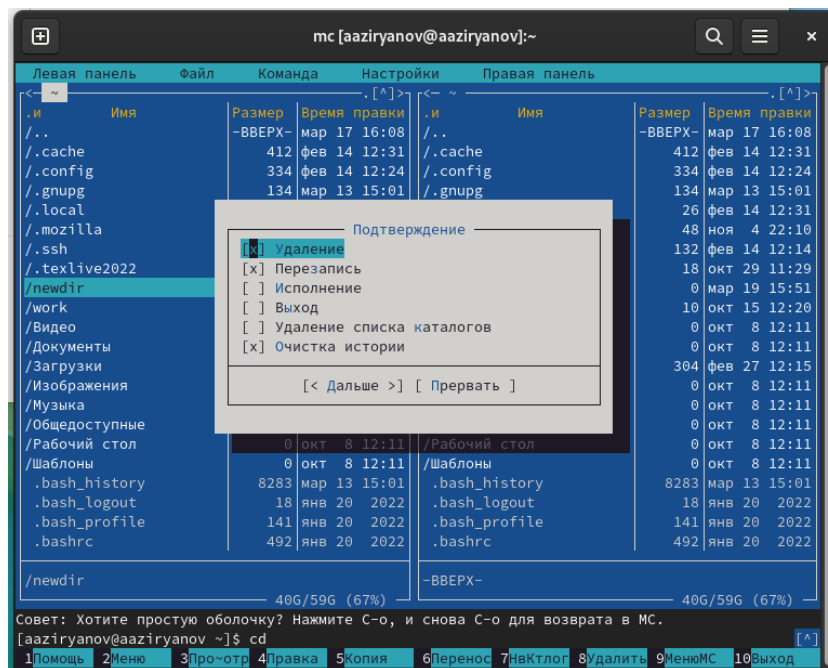 mc [aaziryanov@aaziryanov]:~
Левая панель Файл Команда Настройки Правая панель
<— ~ .[^]> <— ~ .[^]>
.и Имя Размер Время правки .и Имя Размер Время правки
/.. -ВВЕРХ- мар 17 16:08 /.. -ВВЕРХ- мар 17 16:08
/.cache 412 фев 14 12:31 /.cache 412 фев 14 12:31
/.config 334 фев 14 12:24 /.config 334 фев 14 12:24
/.gnupg 134 мар 13 15:01 /.gnupg 134 мар 13 15:01
/.local 26 фев 14 12:31
/.mozilla 48 ноя 4 22:10
Подтверждение
/.ssh [x] Удаление 132 фев 14 12:14
/.texlive2022 [x] Перезапись 18 окт 29 11:29
/newdir [ ] Исполнение 0 мар 19 15:51
/work [ ] Выход 10 окт 15 12:20
/Видео [ ] Удаление списка каталогов 0 окт 8 12:11
/Документы [x] Очистка истории 0 окт 8 12:11
/Загрузки 304 фев 27 12:15
/Изображения [< Дальше >] [ Прервать ] 0 окт 8 12:11
/Музыка 0 окт 8 12:11
/Общедоступные 0 окт 8 12:11
/Рабочий стол 0 окт 8 12:11 /Рабочий стол 0 окт 8 12:11
/Шаблоны 0 окт 8 12:11 /Шаблоны 0 окт 8 12:11
.bash_history 8283 мар 13 15:01 .bash_history 8283 мар 13 15:01
.bash_logout 18 янв 20 2022 .bash_logout 18 янв 20 2022
.bash_profile 141 янв 20 2022 .bash_profile 141 янв 20 2022
.bashrc 492 янв 20 2022 .bashrc 492 янв 20 2022
/newdir -ВВЕРХ-
40G/59G (67%) 40G/59G (67%)
Совет: Хотите простую оболочку? Нажмите C-o, и снова C-o для возврата в MC.
[aaziryanov@aaziryanov ~]$ cd [^]
1Помощь 2Меню 3Про~отр 4Правка 5Копия 6Перенос 7НвКтлог 8Удалить 9МенюMC 10Выход